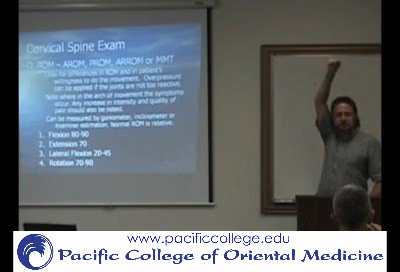 Cervical Spine Exam
ROM – AROM, PROM, ARROM or MMT
Look for differences in ROM and in patient's
willingness to do the movement. Overpressure
can be applied if the joints are not too reactive.
Note where in the arch of movement the symptoms
occur. Any increase in intensity and quality of
pain should also be noted.
Can be measured by goniometer, inclinometer or
examiner estimation. Normal ROM is relative.
1. Flexion 80-90
2. Extension 70
3. Lateral Flexion 20-45
4. Rotation 70-90
www.pacificcollege.edu
Pacific College of Oriental Medicine